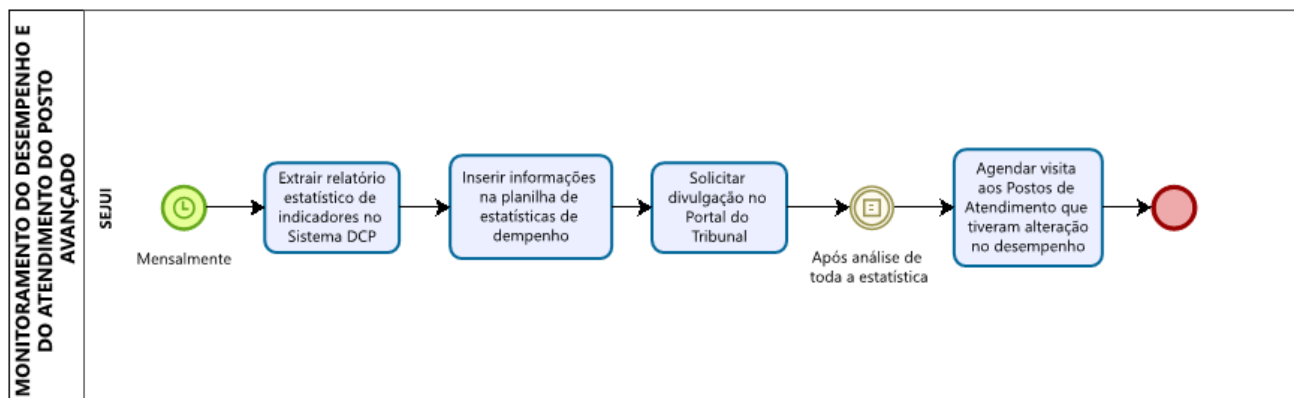 MONITORAMENTO DO DESEMPENHO E
DO ATENDIMENTO DO POSTO
AVANÇADO
SEJUI
Mensalmente
Extrair relatório
estatístico de
indicadores no
Sistema DCP
Inserir informações
na planilha de
estatísticas de
dempenho
Solicitar
divulgação no
Portal do
Tribunal
Após análise de
toda a estatística
Agendar visita
aos Postos de
Atendimento que
tiveram alteração
no desempenho